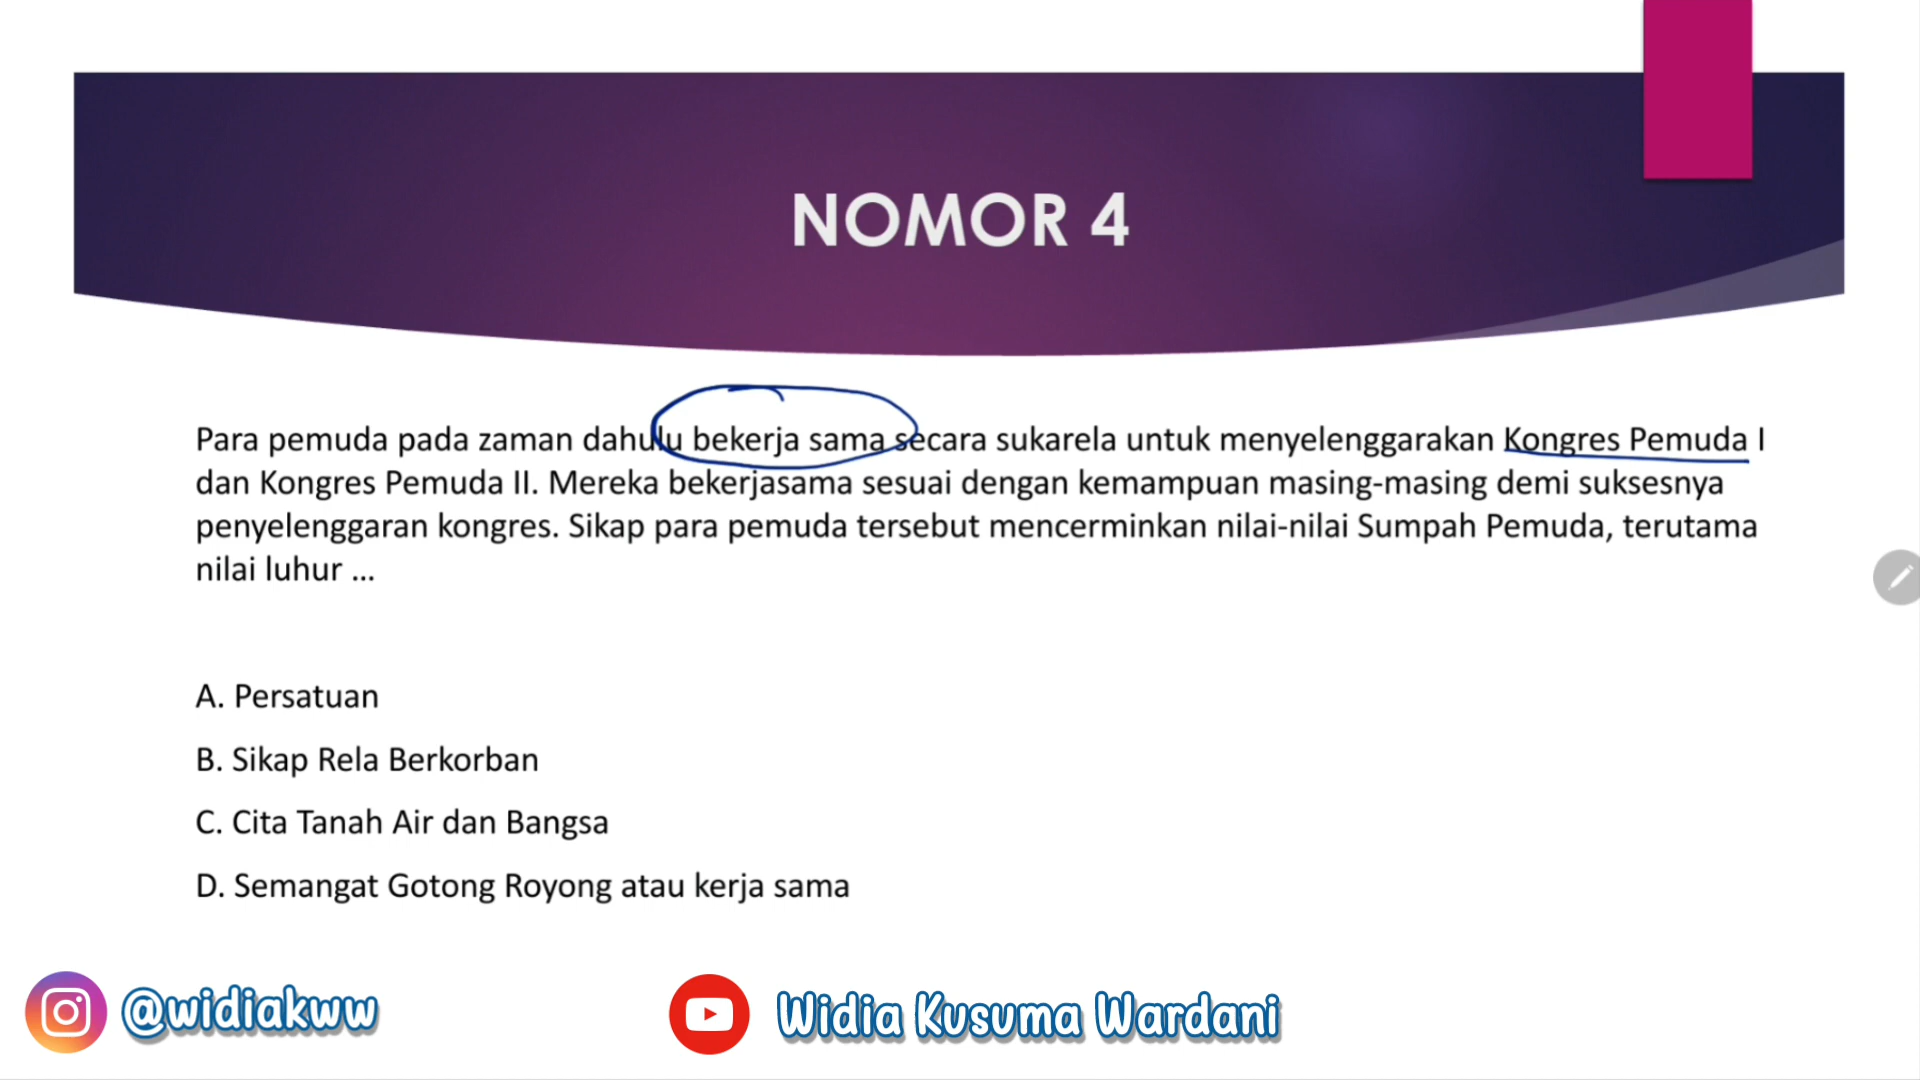 NOMOR 4
Para pemuda pada zaman dahulu bekerja sama secara sukarela untuk menyelenggarakan Kongres Pemuda I
dan Kongres Pemuda II. Mereka bekerjasama sesuai dengan kemampuan masing-masing demi suksesnya
penyelenggaran kongres. Sikap para pemuda tersebut mencerminkan nilai-nilai Sumpah Pemuda, terutama
nilai luhur ...
A. Persatuan
B. Sikap Rela Berkorban
C. Cita Tanah Air dan Bangsa
D. Semangat Gotong Royong atau kerja sama
@widiakww
Widia Kusuma Wardani